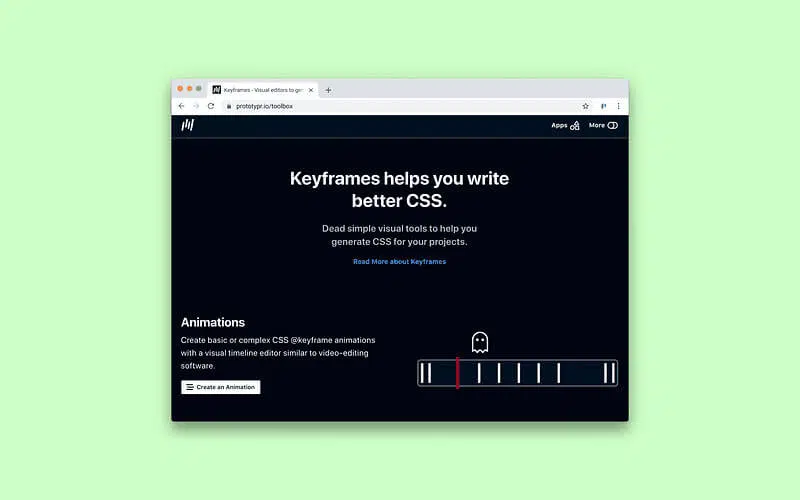 Keyframes - Visual editors to gen
prototypr.io/toolbox
Apps
More
Keyframes helps you write
better CSS.
Dead simple visual tools to help you
generate CSS for your projects.
Read More about Keyframes
Animations
Create basic or complex CSS @keyframe animations
with a visual timeline editor similar to video-editing
software.
Create an Animation